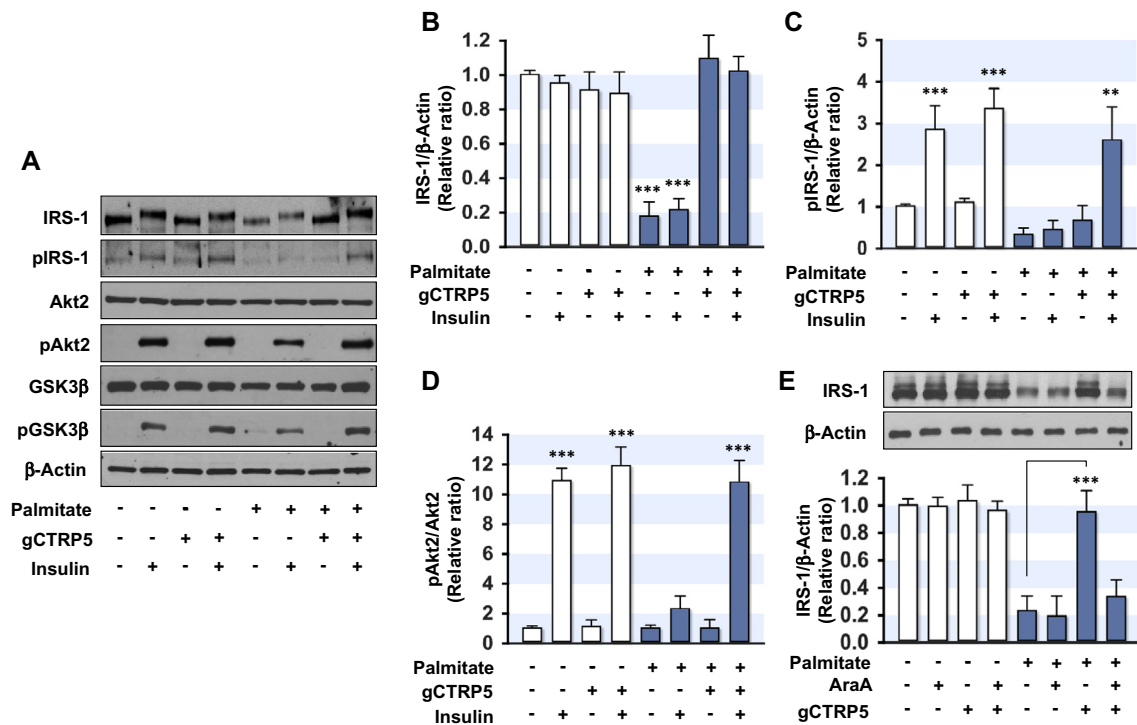 A
IRS-1
pIRS-1
Akt2
pAkt2
GSK3β
pGSK3β
β-Actin
Palmitate - - - - + + + +
gCTRP5 - - + + - - + +
Insulin - + - + - + - +
B
IRS-1/β-Actin
(Relative ratio)
1.2
1.0
0.8
0.6
0.4
0.2
0.0
*** ***
Palmitate - - - - + + + +
gCTRP5 - - + + - - + +
Insulin - + - + - + - +
C
pIRS-1/β-Actin
(Relative ratio)
5
4
3
2
1
0
*** *** **
Palmitate - - - - + + + +
gCTRP5 - - + + - - + +
Insulin - + - + - + - +
D
pAkt2/Akt2
(Relative ratio)
14
12
10
8
6
4
2
0
*** *** ***
Palmitate - - - - + + + +
gCTRP5 - - + + - - + +
Insulin - + - + - + - +
E
IRS-1
β-Actin
IRS-1/β-Actin
(Relative ratio)
1.2
1.0
0.8
0.6
0.4
0.2
0.0
***
Palmitate - - - - + + + +
AraA - + - + - + - +
gCTRP5 - - + + - - + +